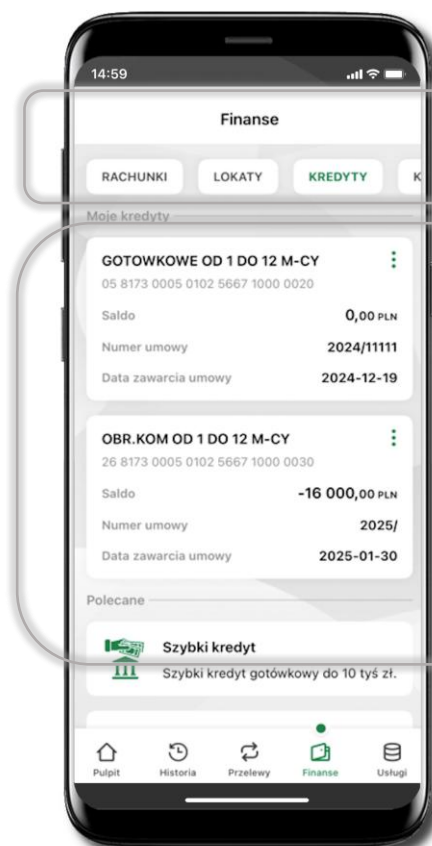 14:59
Finanse
RACHUNKI LOKATY KREDYTY K
Moje kredyty
GOTOWKOWE OD 1 DO 12 M-CY
05 8173 0005 0102 5667 1000 0020
Saldo 0,00 PLN
Numer umowy 2024/11111
Data zawarcia umowy 2024-12-19
OBR.KOM OD 1 DO 12 M-CY
26 8173 0005 0102 5667 1000 0030
Saldo -16 000,00 PLN
Numer umowy 2025/
Data zawarcia umowy 2025-01-30
Polecane
Szybki kredyt
Szybki kredyt gotówkowy do 10 tyś zł.
Pulpit Historia Przelewy Finanse Usługi